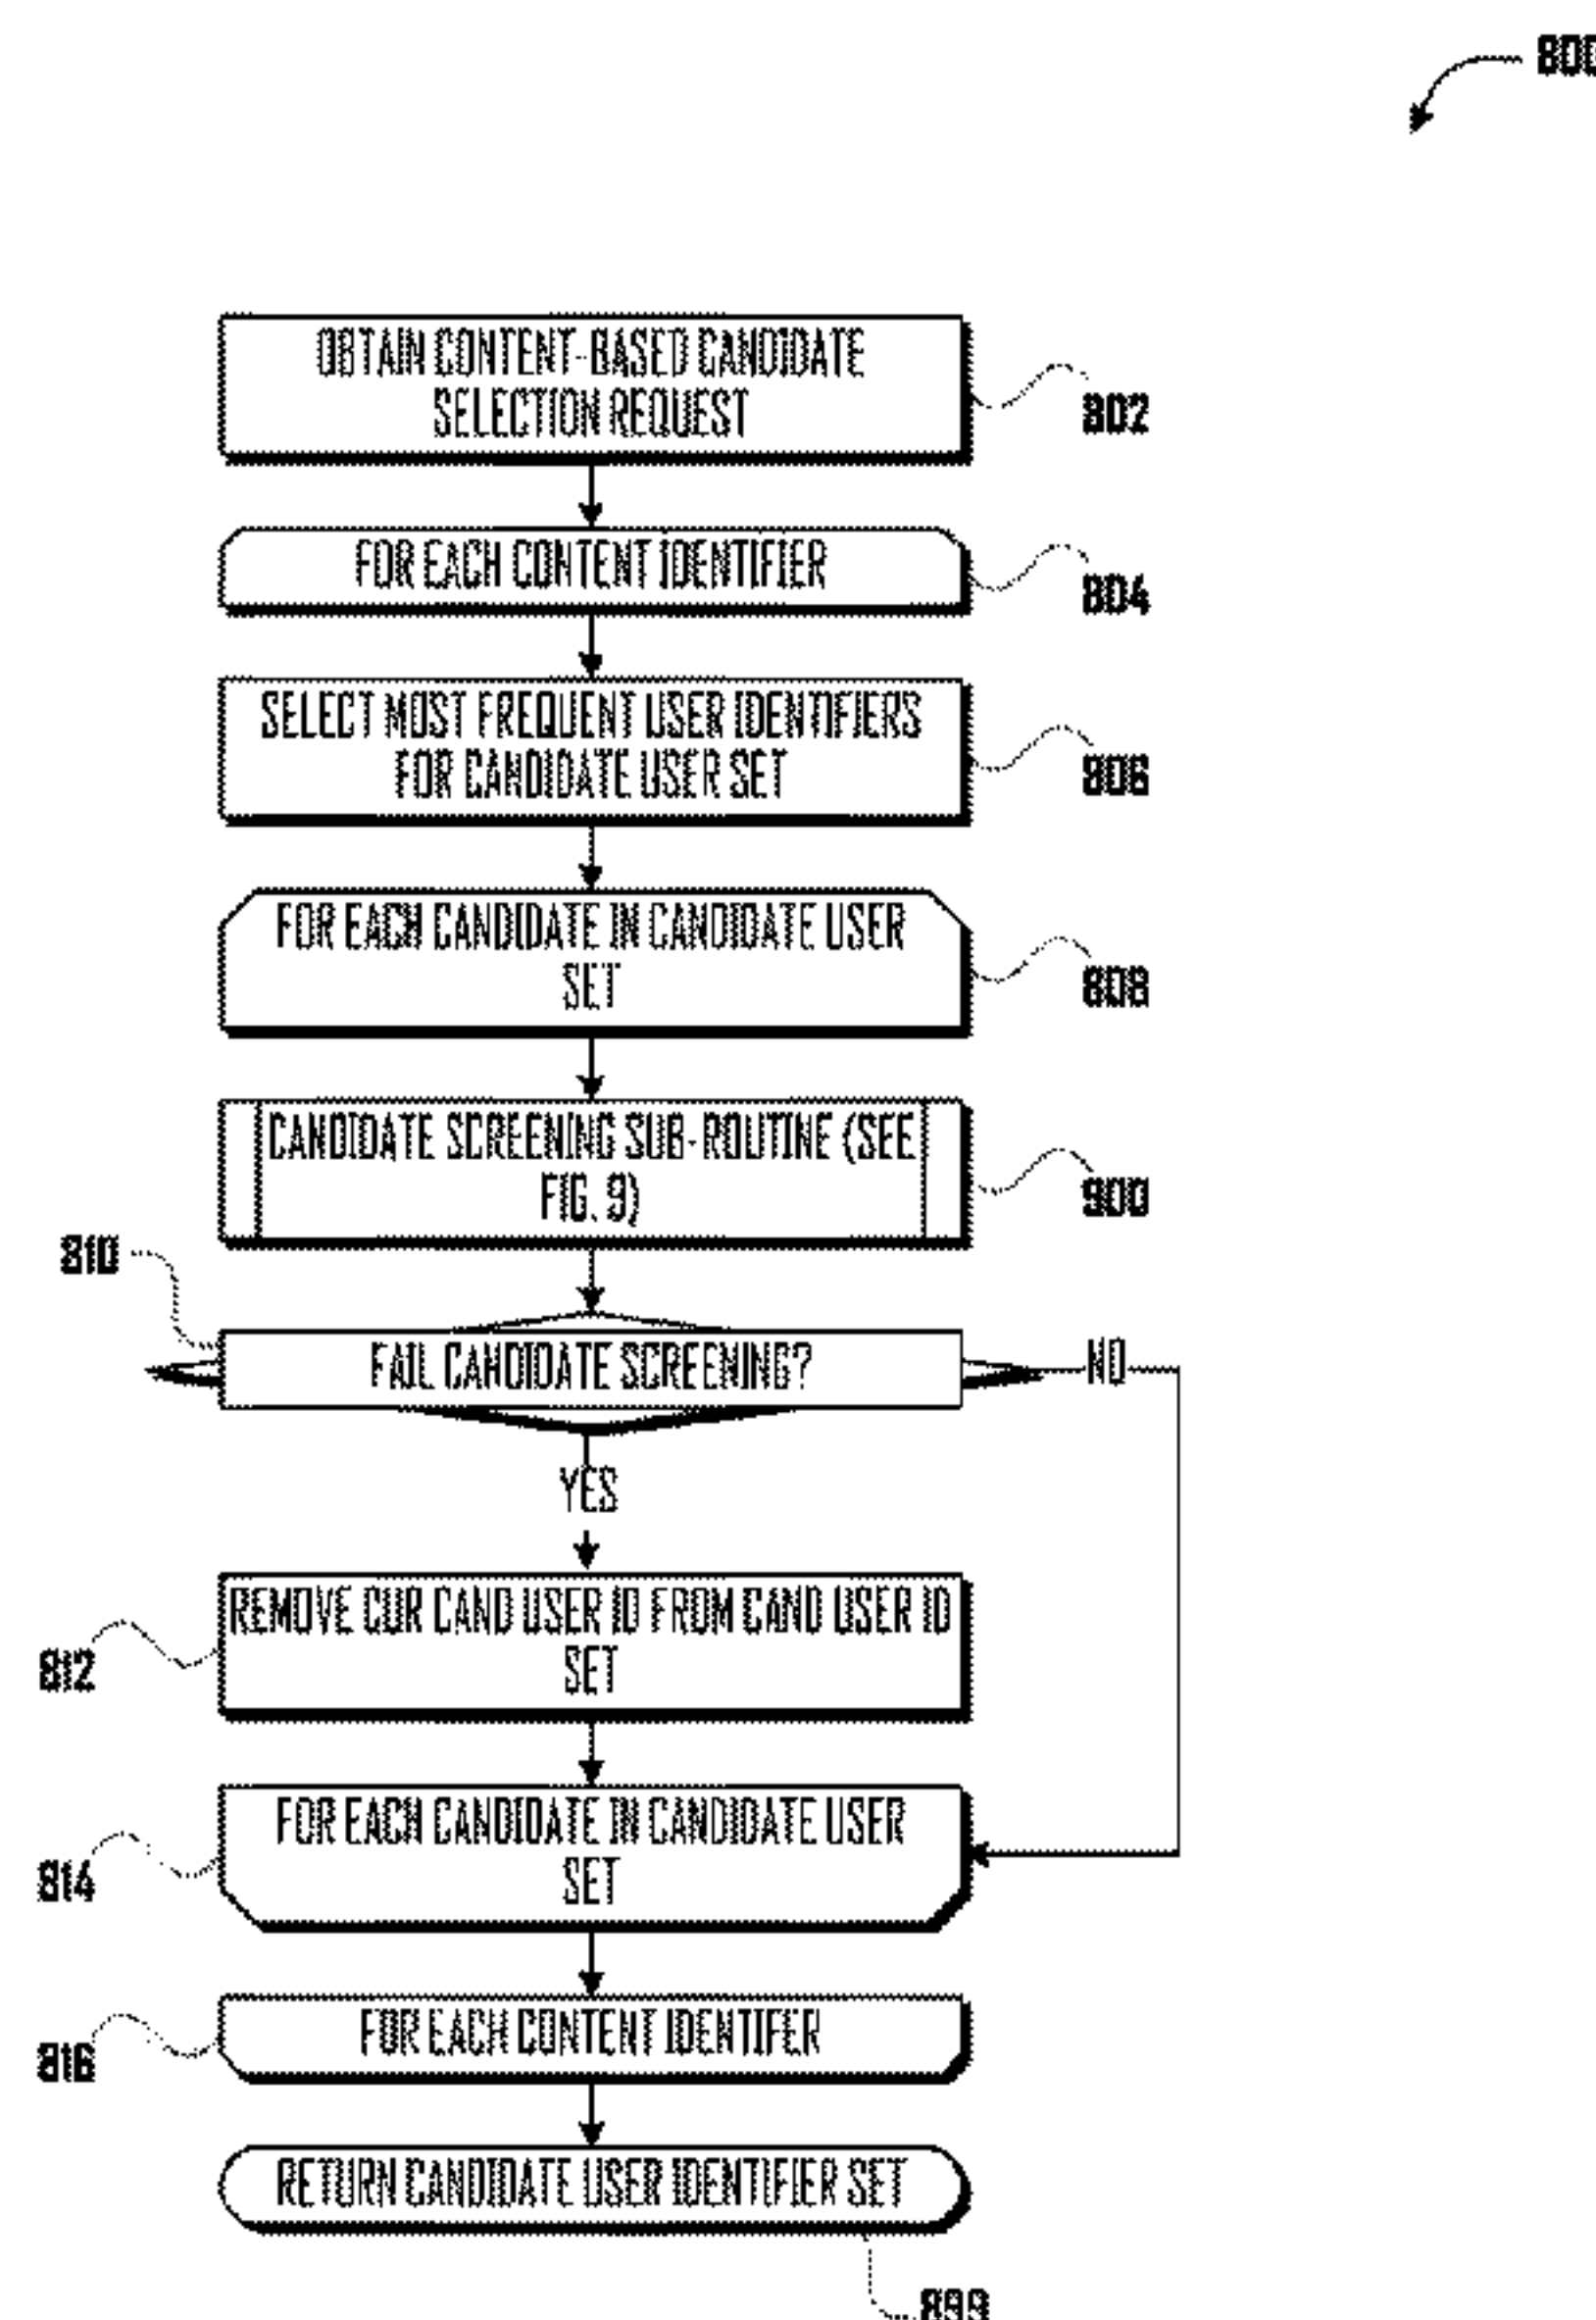 800
OBTAIN CONTENT-BASED CANDIDATE
SELECTION REQUEST
802
FOR EACH CONTENT IDENTIFIER
804
SELECT MOST FREQUENT USER IDENTIFIERS
FOR CANDIDATE USER SET
806
FOR EACH CANDIDATE IN CANDIDATE USER
SET
808
CANDIDATE SCREENING SUB-ROUTINE (SEE
FIG. 9)
900
810
FAIL CANDIDATE SCREENING?
NO
YES
REMOVE CUR CAND USER ID FROM CAND USER ID
SET
812
FOR EACH CANDIDATE IN CANDIDATE USER
SET
814
FOR EACH CONTENT IDENTIFER
816
RETURN CANDIDATE USER IDENTIFIER SET
899